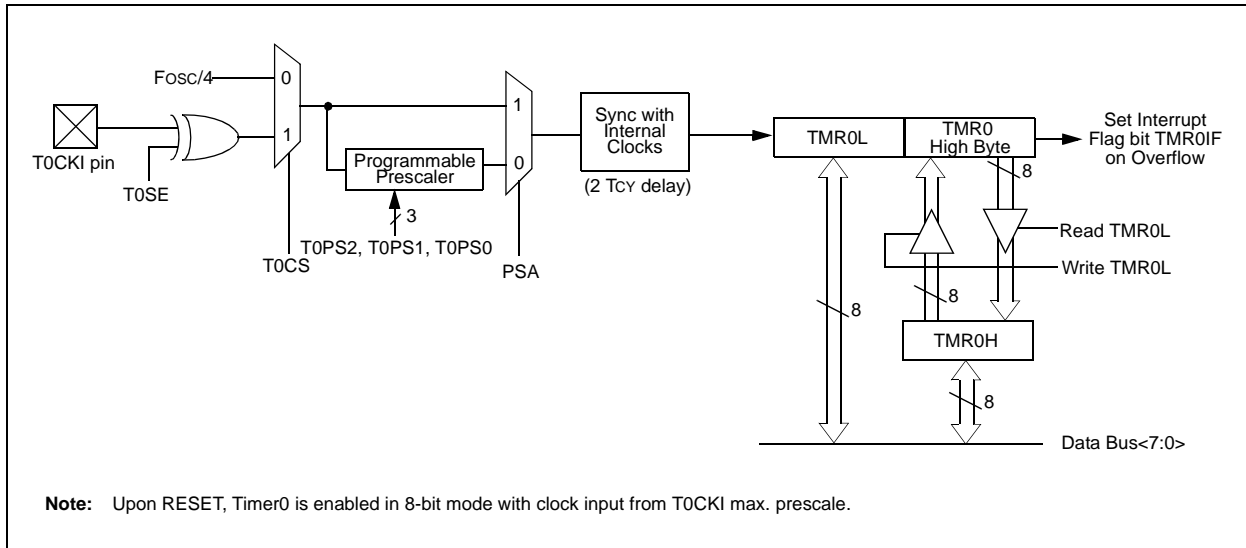 FOSC/4
0
1
T0CKI pin
T0SE
T0CS
Programmable
Prescaler
3
T0PS2, T0PS1, T0PS0
1
0
PSA
Sync with
Internal
Clocks
(2 TCY delay)
TMR0L
TMR0
High Byte
Set Interrupt
Flag bit TMR0IF
on Overflow
8
Read TMR0L
Write TMR0L
8
8
TMR0H
8
Data Bus<7:0>
Note: Upon RESET, Timer0 is enabled in 8-bit mode with clock input from T0CKI max. prescale.